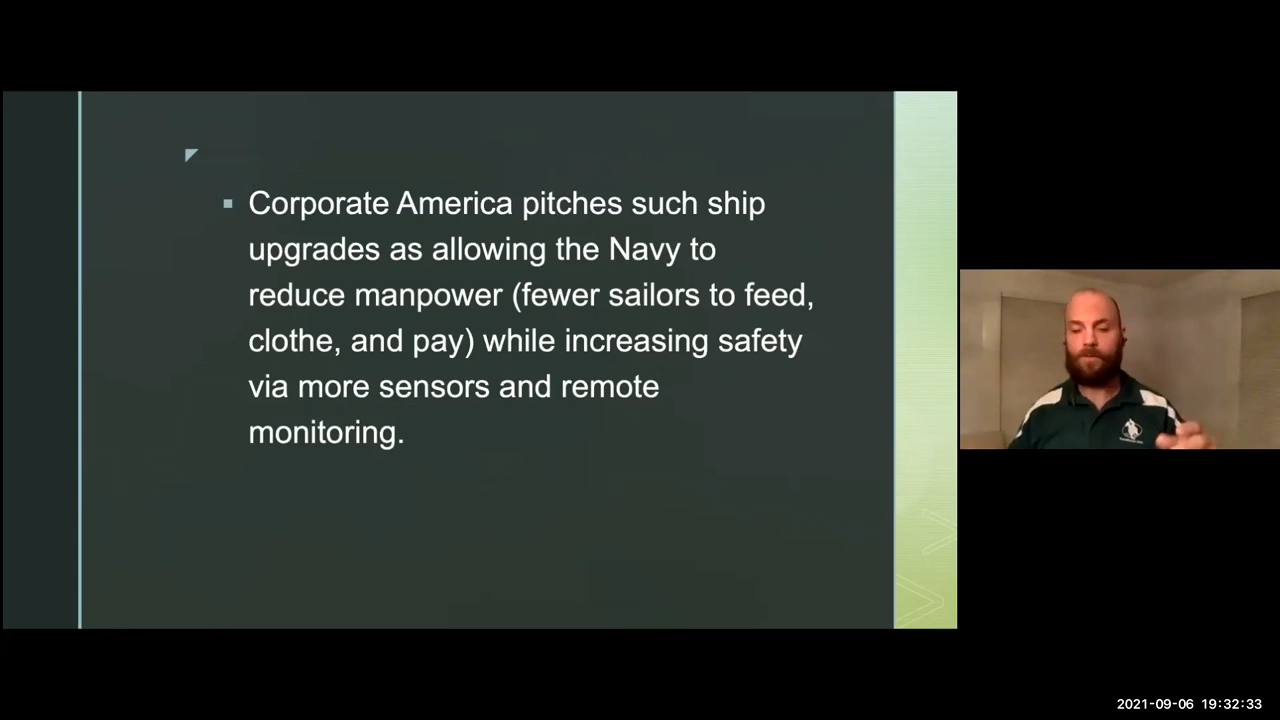 Corporate America pitches such ship
upgrades as allowing the Navy to
reduce manpower (fewer sailors to feed,
clothe, and pay) while increasing safety
via more sensors and remote
monitoring.
2021-09-06 19:32:33